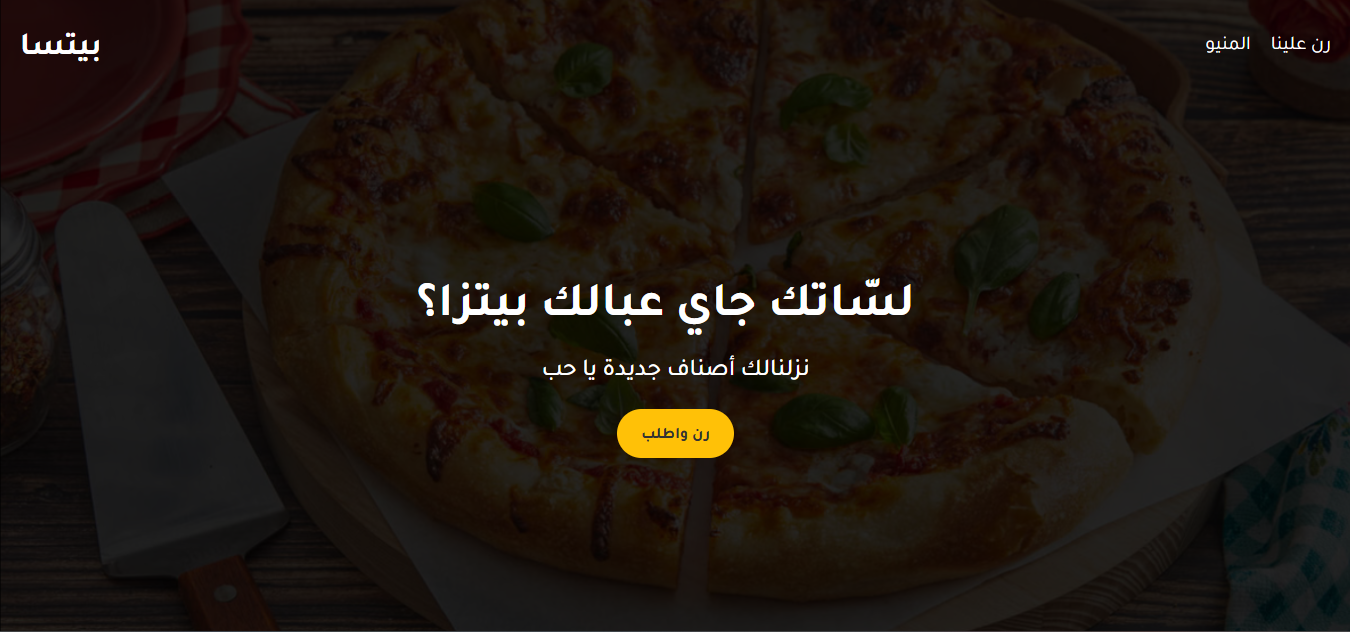 رن علينا المنيو
بيتسا
لسّاتك جاي عبالك بيتزا؟
نزلنالك أصناف جديدة يا حب
رن واطلب